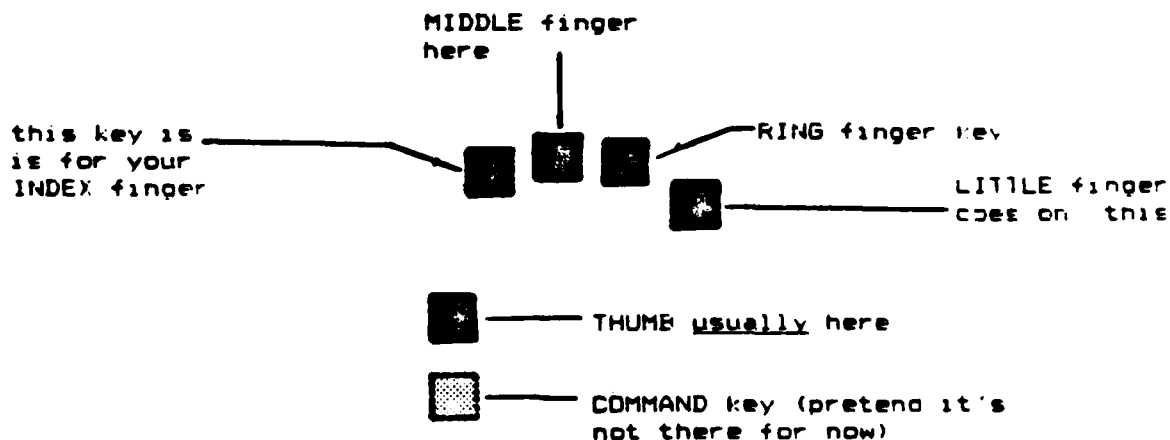 MIDDLE finger
here
this key is
is for your
INDEX finger
RING finger key
LITTLE finger
goes on this
THUMB usually here
COMMAND key (pretend it's
not there for now)